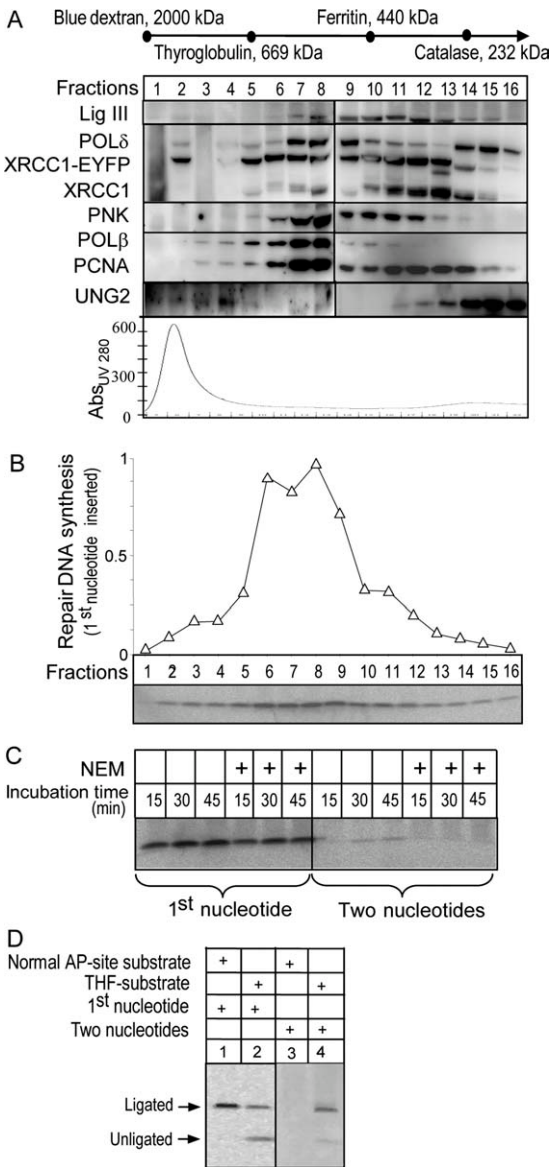 A
Blue dextran, 2000 kDa Ferritin, 440 kDa
Thyroglobulin, 669 kDa Catalase, 232 kDa
Fractions 1 2 3 4 5 6 7 8 9 10 11 12 13 14 15 16
Lig III
POLδ
XRCC1-EYFP
XRCC1
PNK
POLβ
PCNA
UNG2
AbsUV 280
600
300
0
B
Repair DNA synthesis
(1st nucleotide inserted)
1
0.5
0
Fractions 1 2 3 4 5 6 7 8 9 10 11 12 13 14 15 16
C
NEM + + + + + +
Incubation time (min) 15 30 45 15 30 45 15 30 45 15 30 45
1st nucleotide Two nucleotides
D
Normal AP-site substrate + +
THF-substrate + +
1st nucleotide + +
Two nucleotides + +
1 2 3 4
Ligated
Unligated